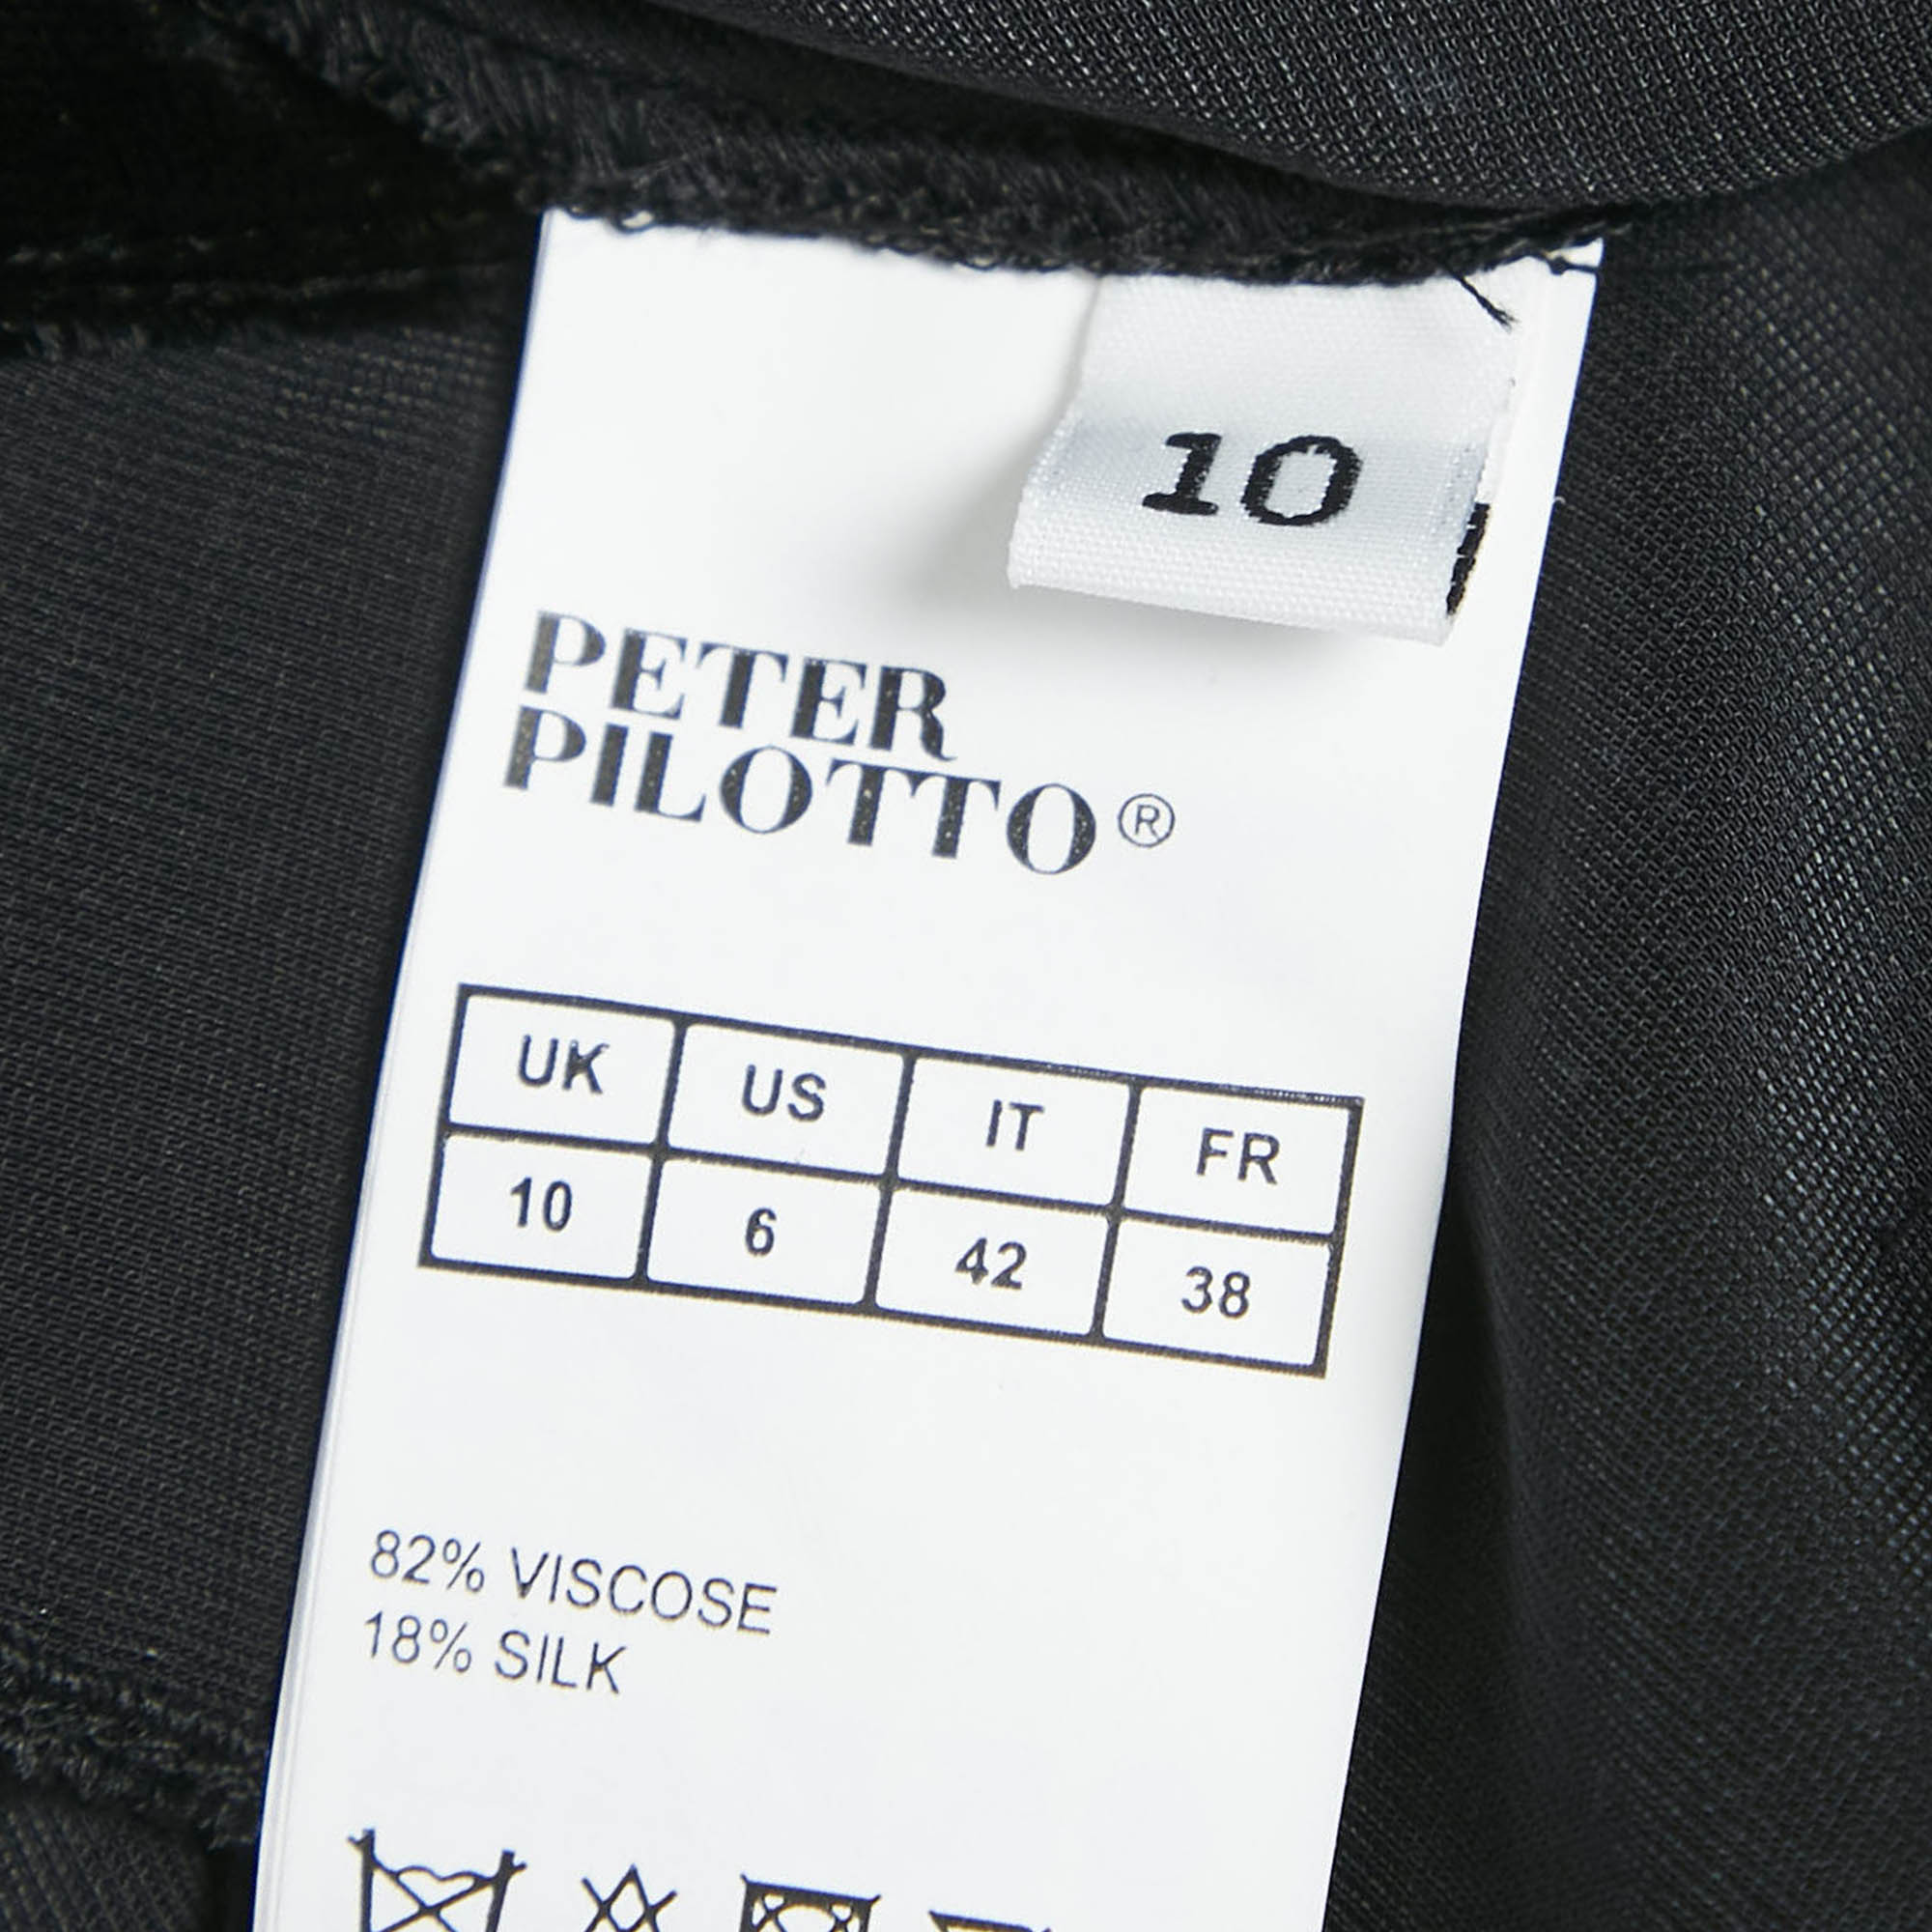 10
PETER
PILOTTO®
UK US IT FR
10 6 42 38
82% VISCOSE
18% SILK